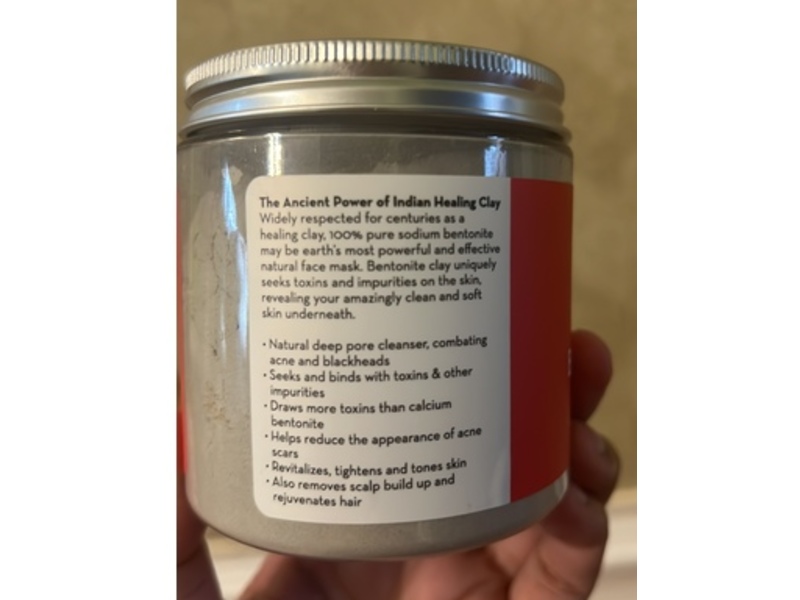 The Ancient Power of Indian Healing Clay
Widely respected for centuries as a
healing clay, 100% pure sodium bentonite
may be earth's most powerful and effective
natural face mask. Bentonite clay uniquely
seeks toxins and impurities on the skin,
revealing your amazingly clean and soft
skin underneath.
• Natural deep pore cleanser, combating
acne and blackheads
• Seeks and binds with toxins & other
impurities
• Draws more toxins than calcium
bentonite
• Helps reduce the appearance of acne
scars
• Revitalizes, tightens and tones skin
• Also removes scalp build up and
rejuvenates hair